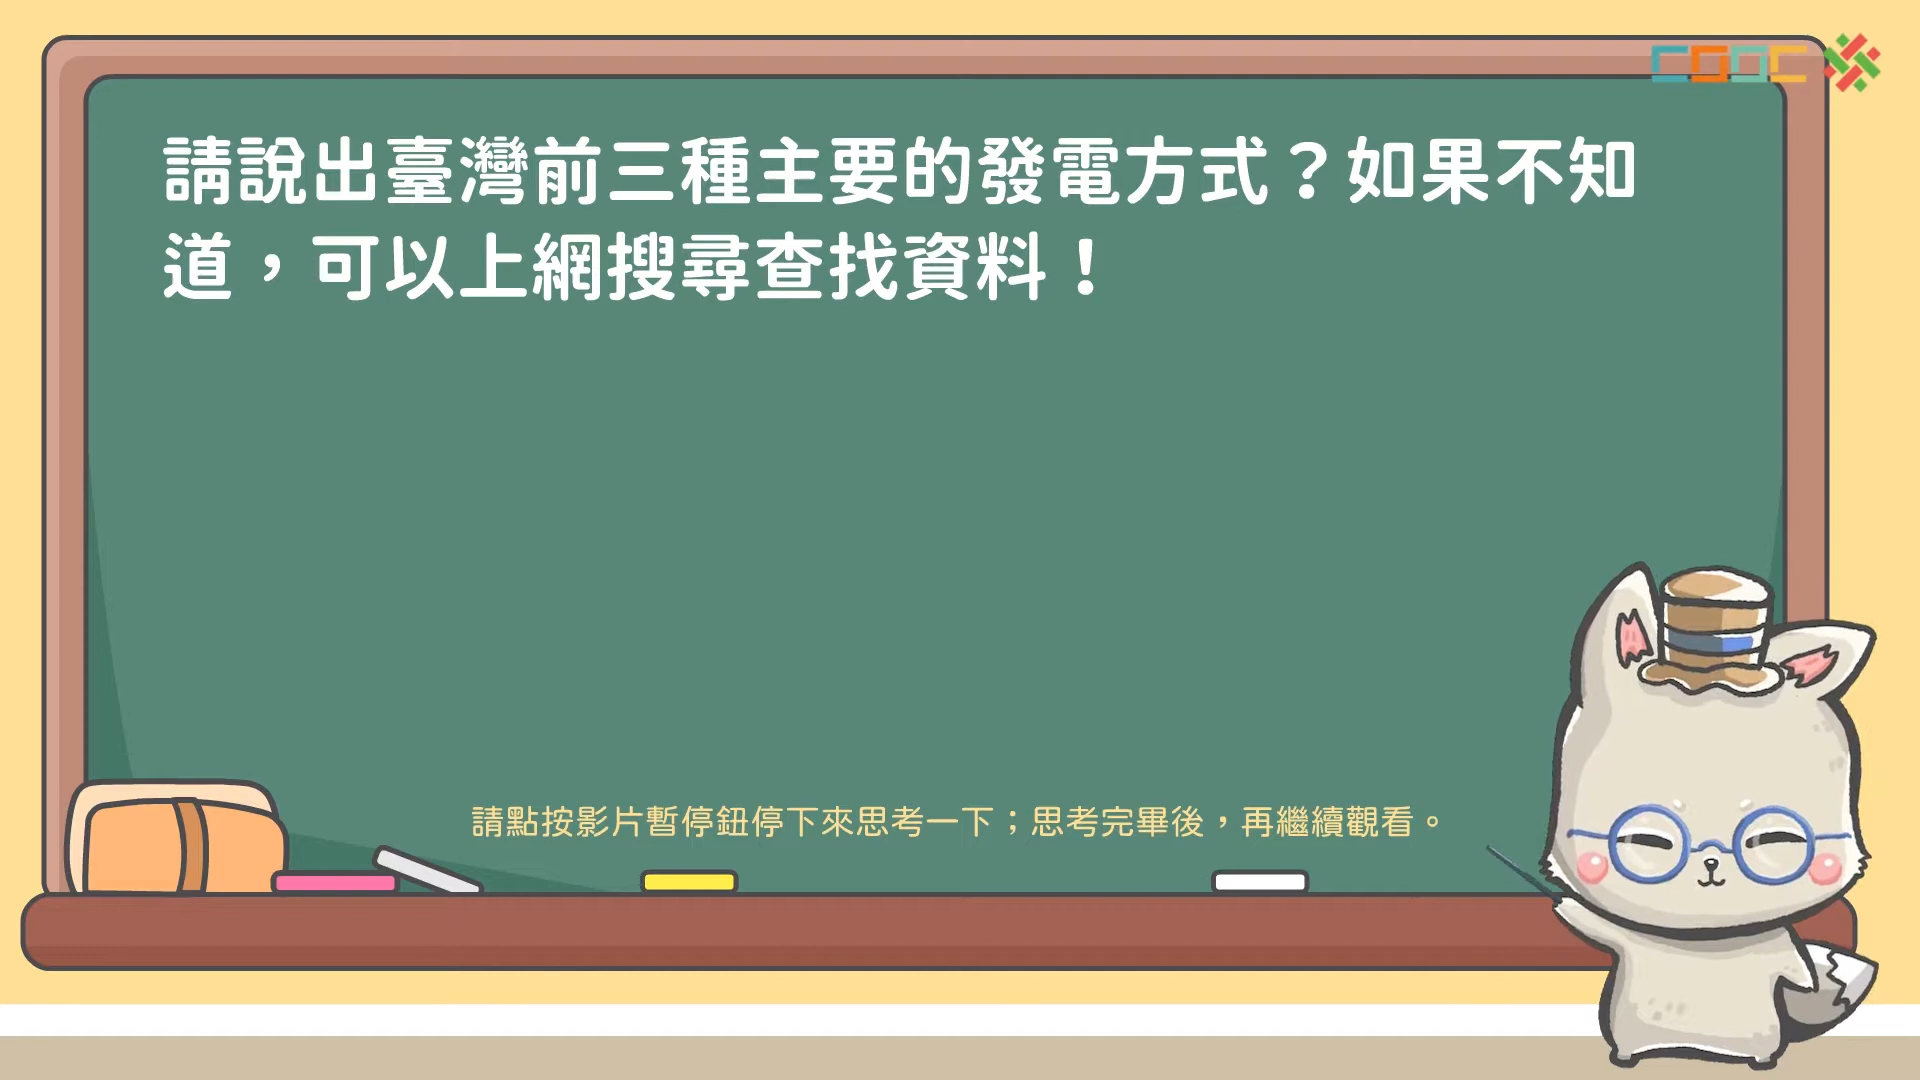 請說出臺灣前三種主要的發電方式？如果不知
道，可以上網搜尋查找資料！
請點按影片暫停鈕停下來思考一下；思考完畢後，再繼續觀看。
COOC